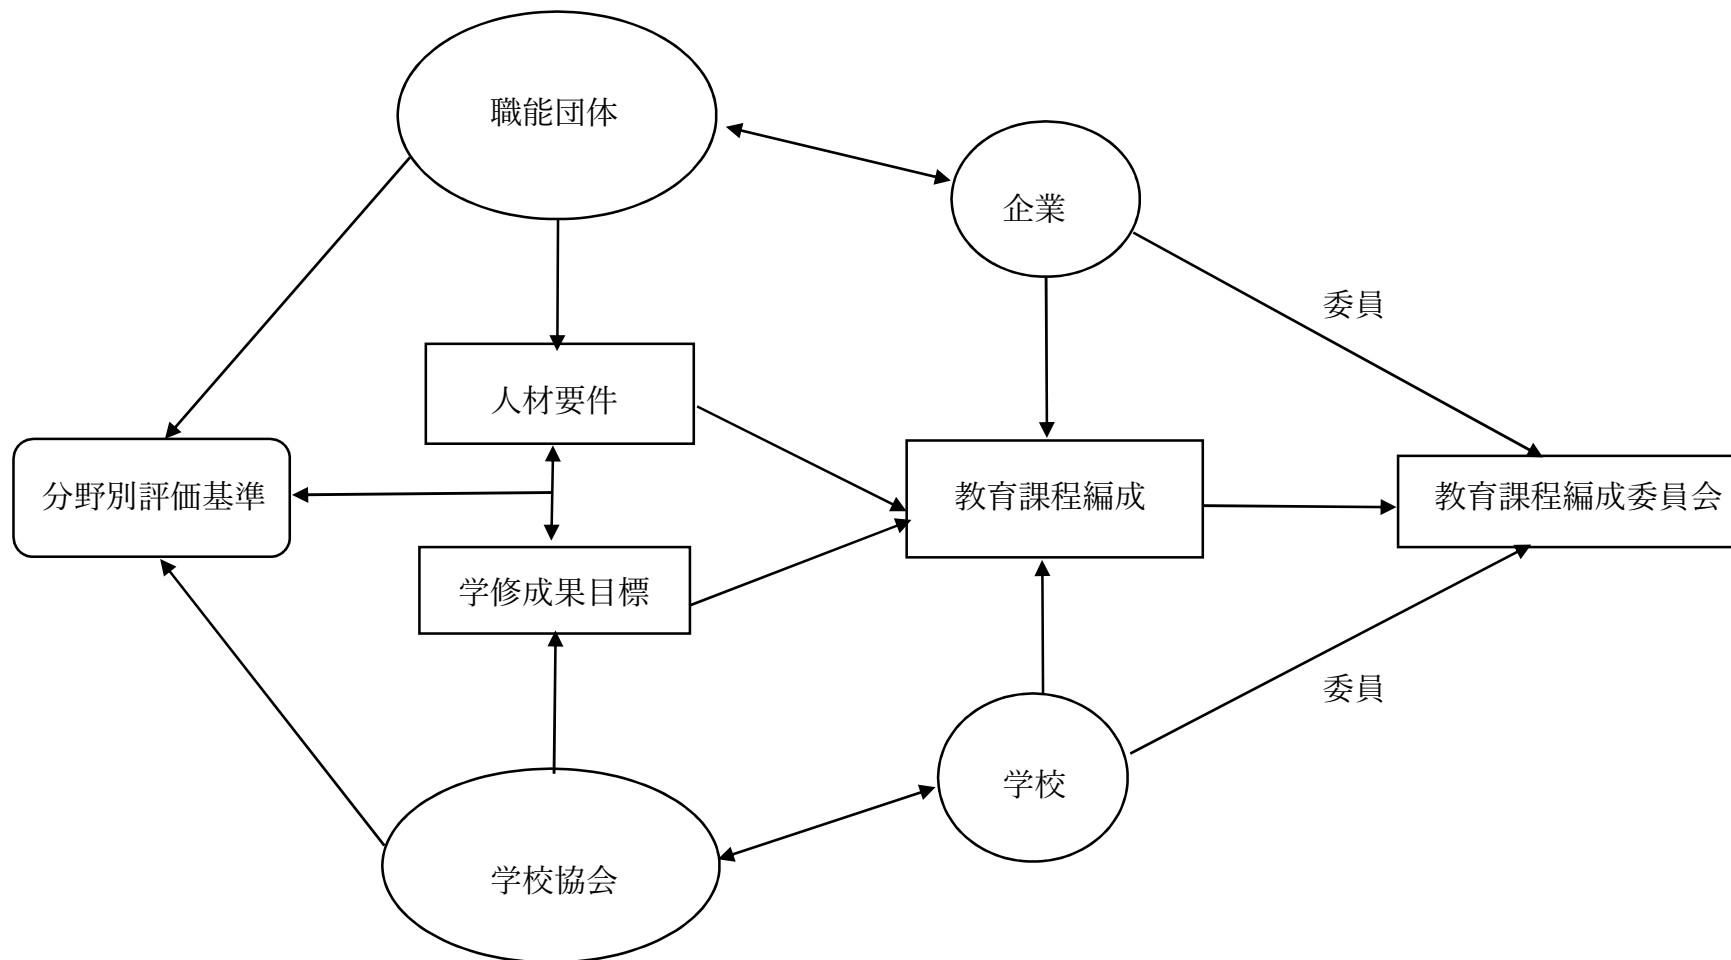 職能団体
企業
委員
人材要件
分野別評価基準
教育課程編成
教育課程編成委員会
学修成果目標
委員
学校
学校協会